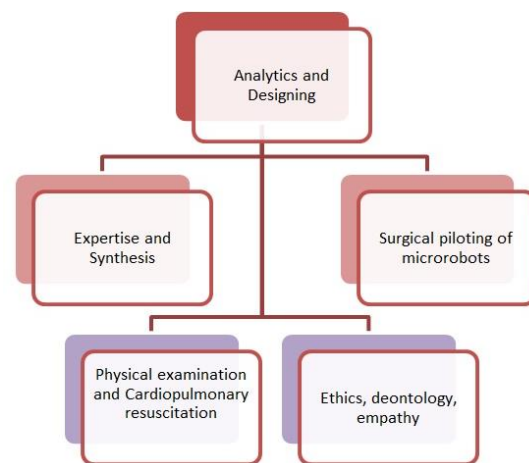 Analytics and
Designing
Expertise and
Synthesis
Surgical piloting of
microrobots
Physical examination
and Cardiopulmonary
resuscitation
Ethics, deontology,
empathy